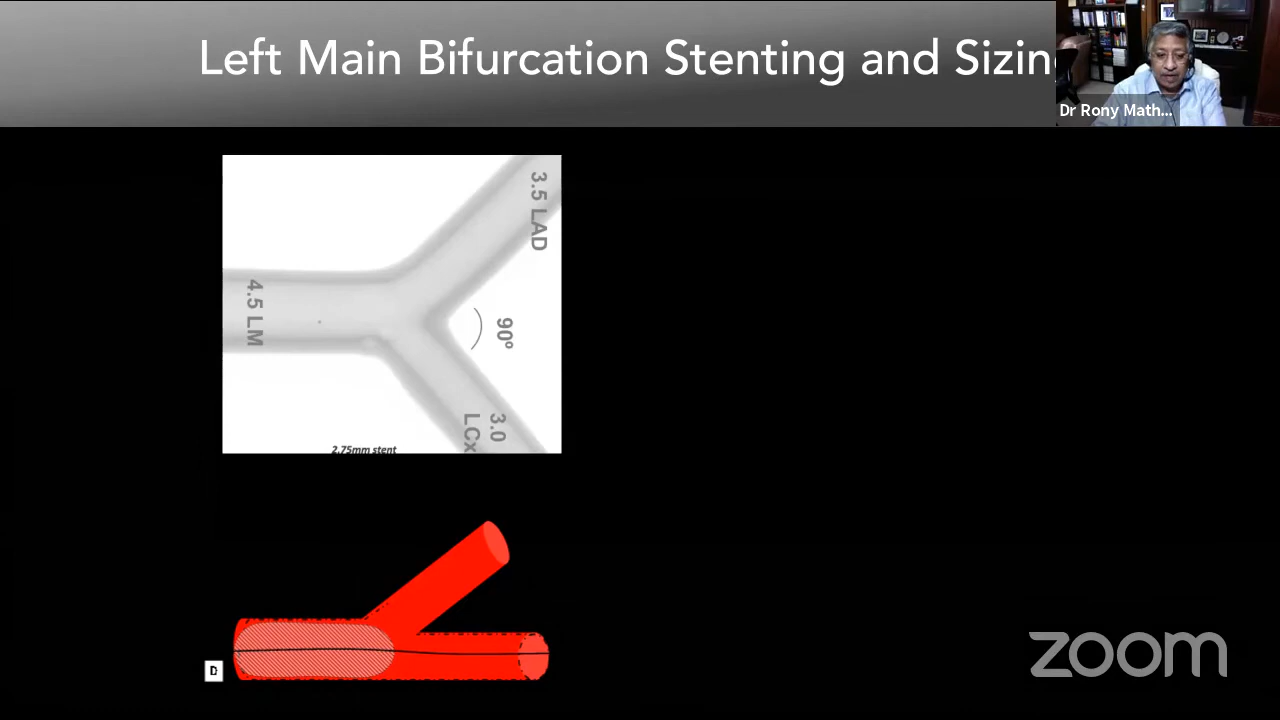 Left Main Bifurcation Stenting and Sizin
Dr Rony Math...
3.5 LAD
4.5 LM
90º
3.0
LCx
2.75mm stent
D
zoom